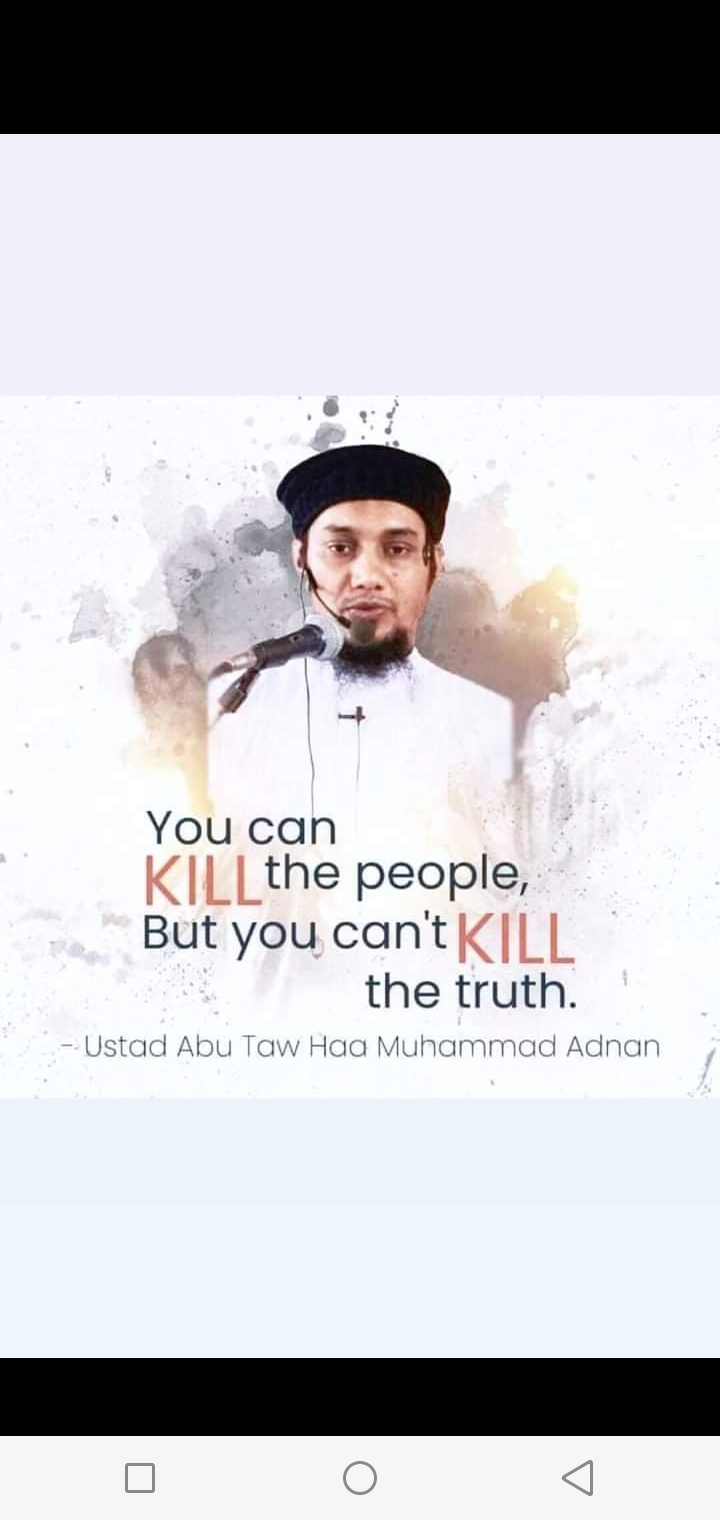 You can
KILL the people,
But you can't KILL
the truth.
- Ustad Abu Taw Haa Muhammad Adnan